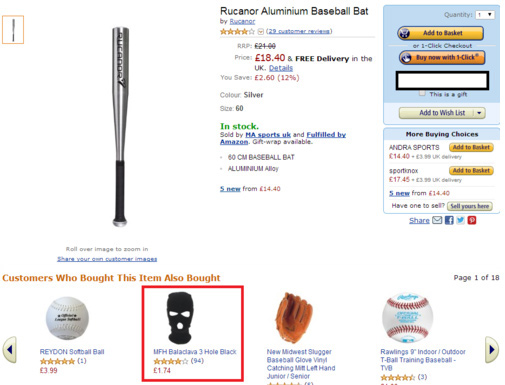 Rucanor Aluminium Baseball Bat
by Rucanor
(29 customer reviews)
RRP: £21.00
Price: £18.40 & FREE Delivery in the
UK. Details
You Save: £2.60 (12%)
Colour: Silver
Size: 60
In stock.
Sold by MA sports uk and Fulfilled by
Amazon. Gift-wrap available.
60 CM BASEBALL BAT
ALUMINIUM Alloy
5 new from £14.40
Roll over image to zoom in
Share your own customer images
Quantity: 1
Add to Basket
or 1-Click Checkout
Buy now with 1-Click®
This is a gift
Add to Wish List
More Buying Choices
ANDRA SPORTS Add to Basket
£14.40 + £3.99 UK delivery
sportknox Add to Basket
£17.45 + £3.99 UK delivery
5 new from £14.40
Have one to sell? Sell yours here
Share
Customers Who Bought This Item Also Bought
Page 1 of 18
REYDON Softball Ball
(1)
£3.99
MFH Balaclava 3 Hole Black
(94)
£1.74
New Midwest Slugger
Baseball Glove Vinyl
Catching Mitt Left Hand
Junior / Senior
Rawlings 9" Indoor / Outdoor
T-Ball Training Baseball -
TVB
(3)